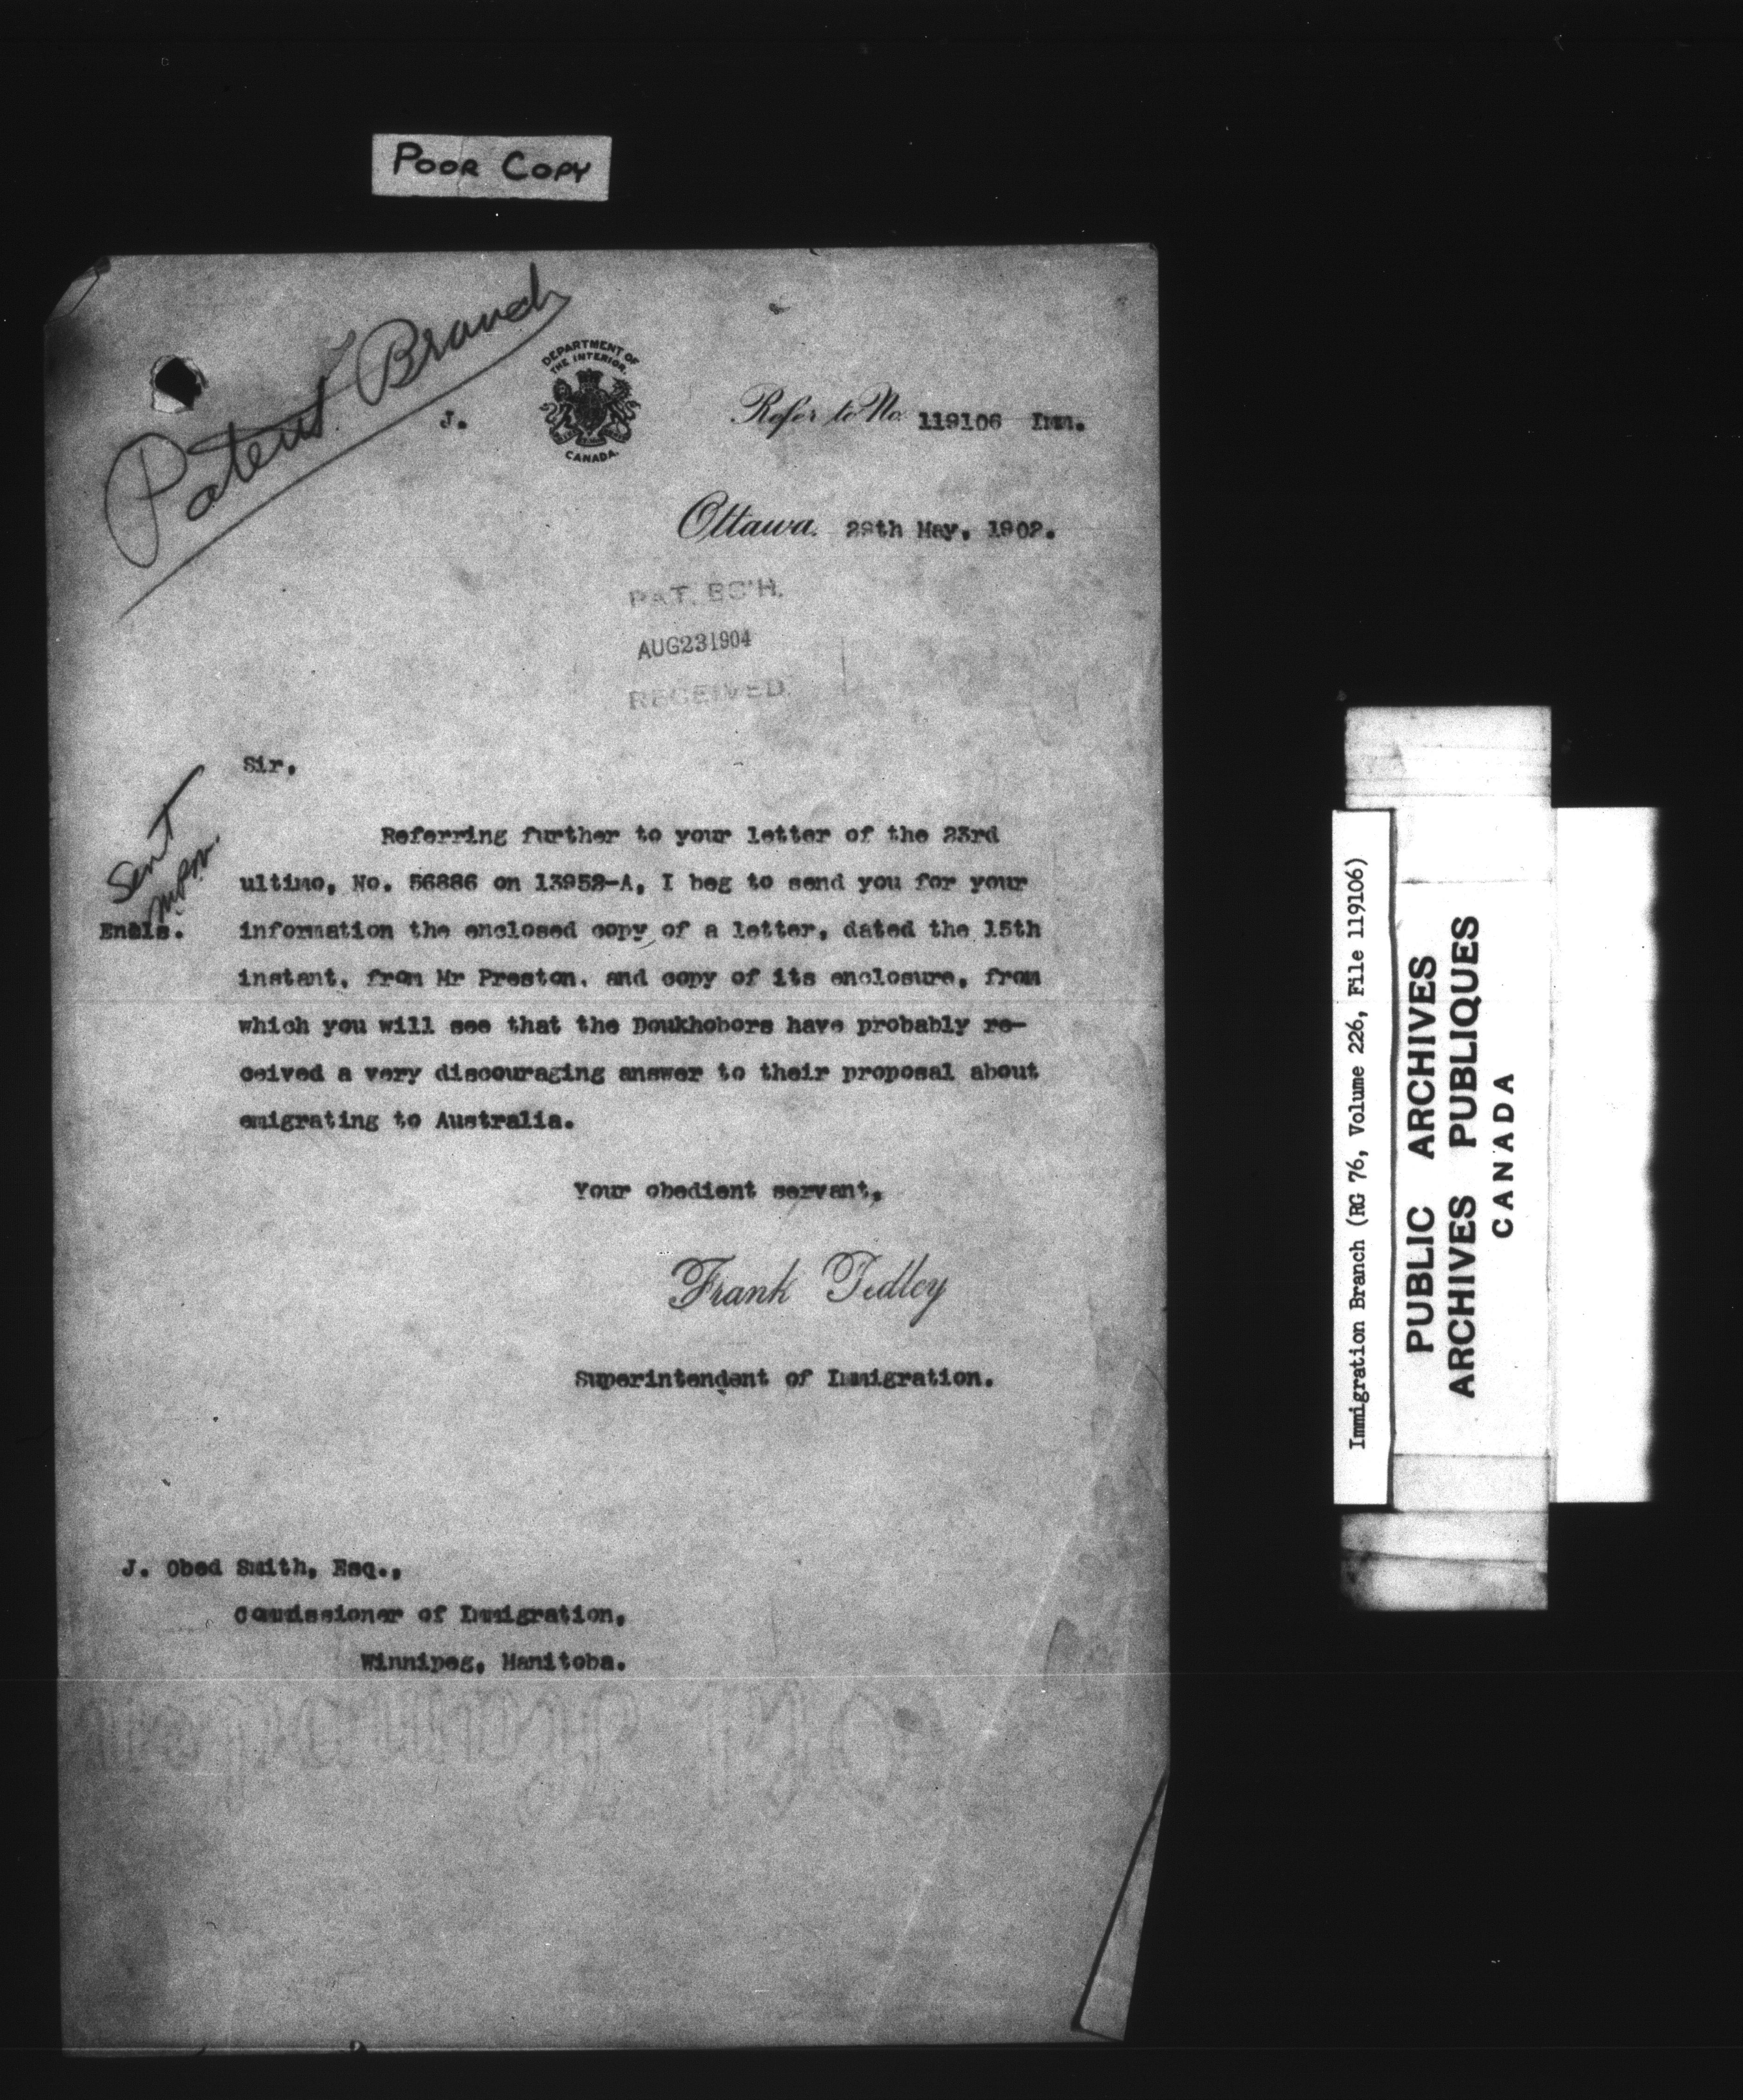 POOR COPY
Patent Branch
DEPARTMENT OF
THE INTERIOR.
CANADA.
J.
Refer to No. 119106 Imm.
Ottawa. 29th May, 1902.
PAT. BC'H.
AUG 23 1904
RECEIVED
Sir,
Referring further to your letter of the 23rd
ultimo, No. 56886 on 13952-A, I beg to send you for your
information the enclosed copy of a letter, dated the 15th
instant, from Mr Preston, and copy of its enclosure, from
which you will see that the Doukhobors have probably re-
ceived a very discouraging answer to their proposal about
emigrating to Australia.
Sent
Encls.
Your obedient servant,
Frank Pedley
Superintendent of Immigration.
J. Obed Smith, Esq.,
Commissioner of Immigration,
Winnipeg, Manitoba.
Immigration Branch (RG 76, Volume 226, File 119106)
PUBLIC ARCHIVES
ARCHIVES PUBLIQUES
CANADA